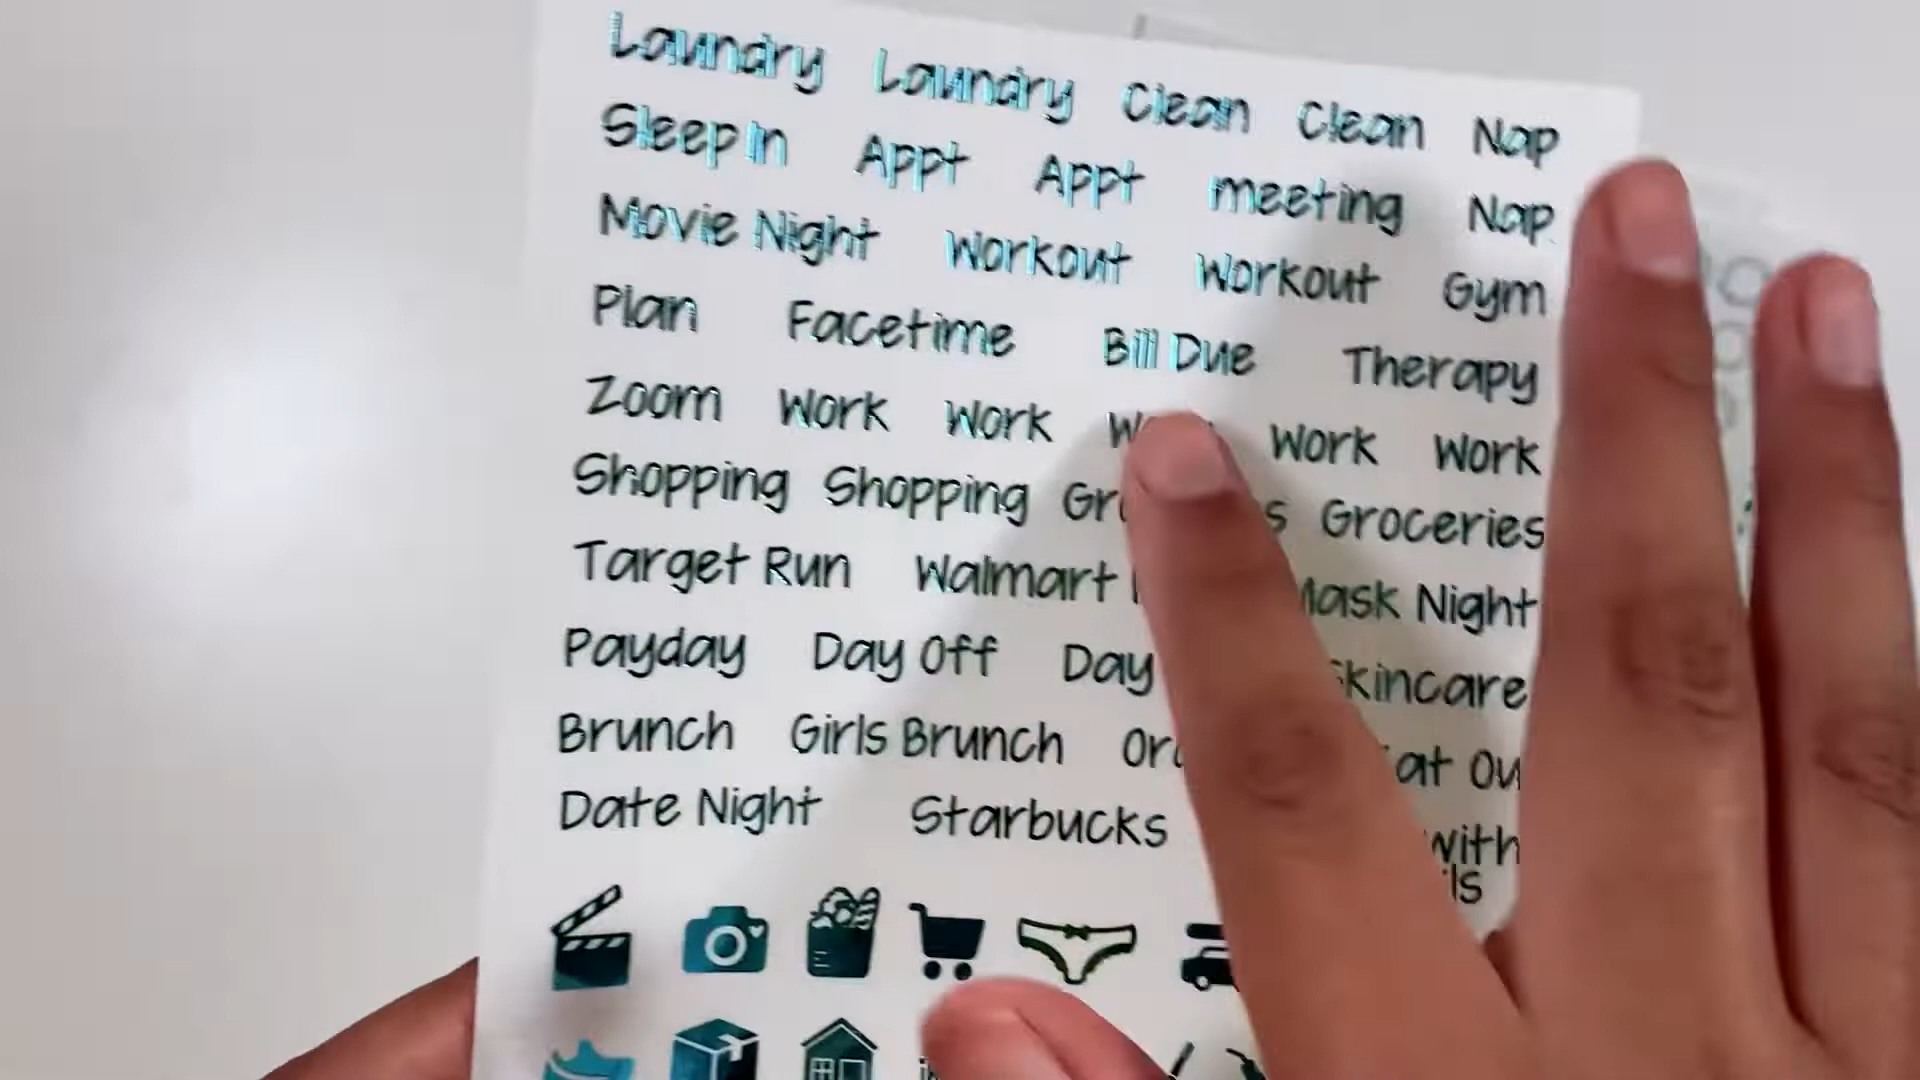 Laundry Laundry Clean Clean Nap
Sleep In Appt Appt meeting Nap
Movie Night Workout Workout Gym
Plan Facetime Bill Due Therapy
Zoom Work Work Work Work
Shopping Shopping Groceries
Target Run Walmart Night
Payday Day Off Day
Brunch Girls Brunch
Date Night Starbucks with